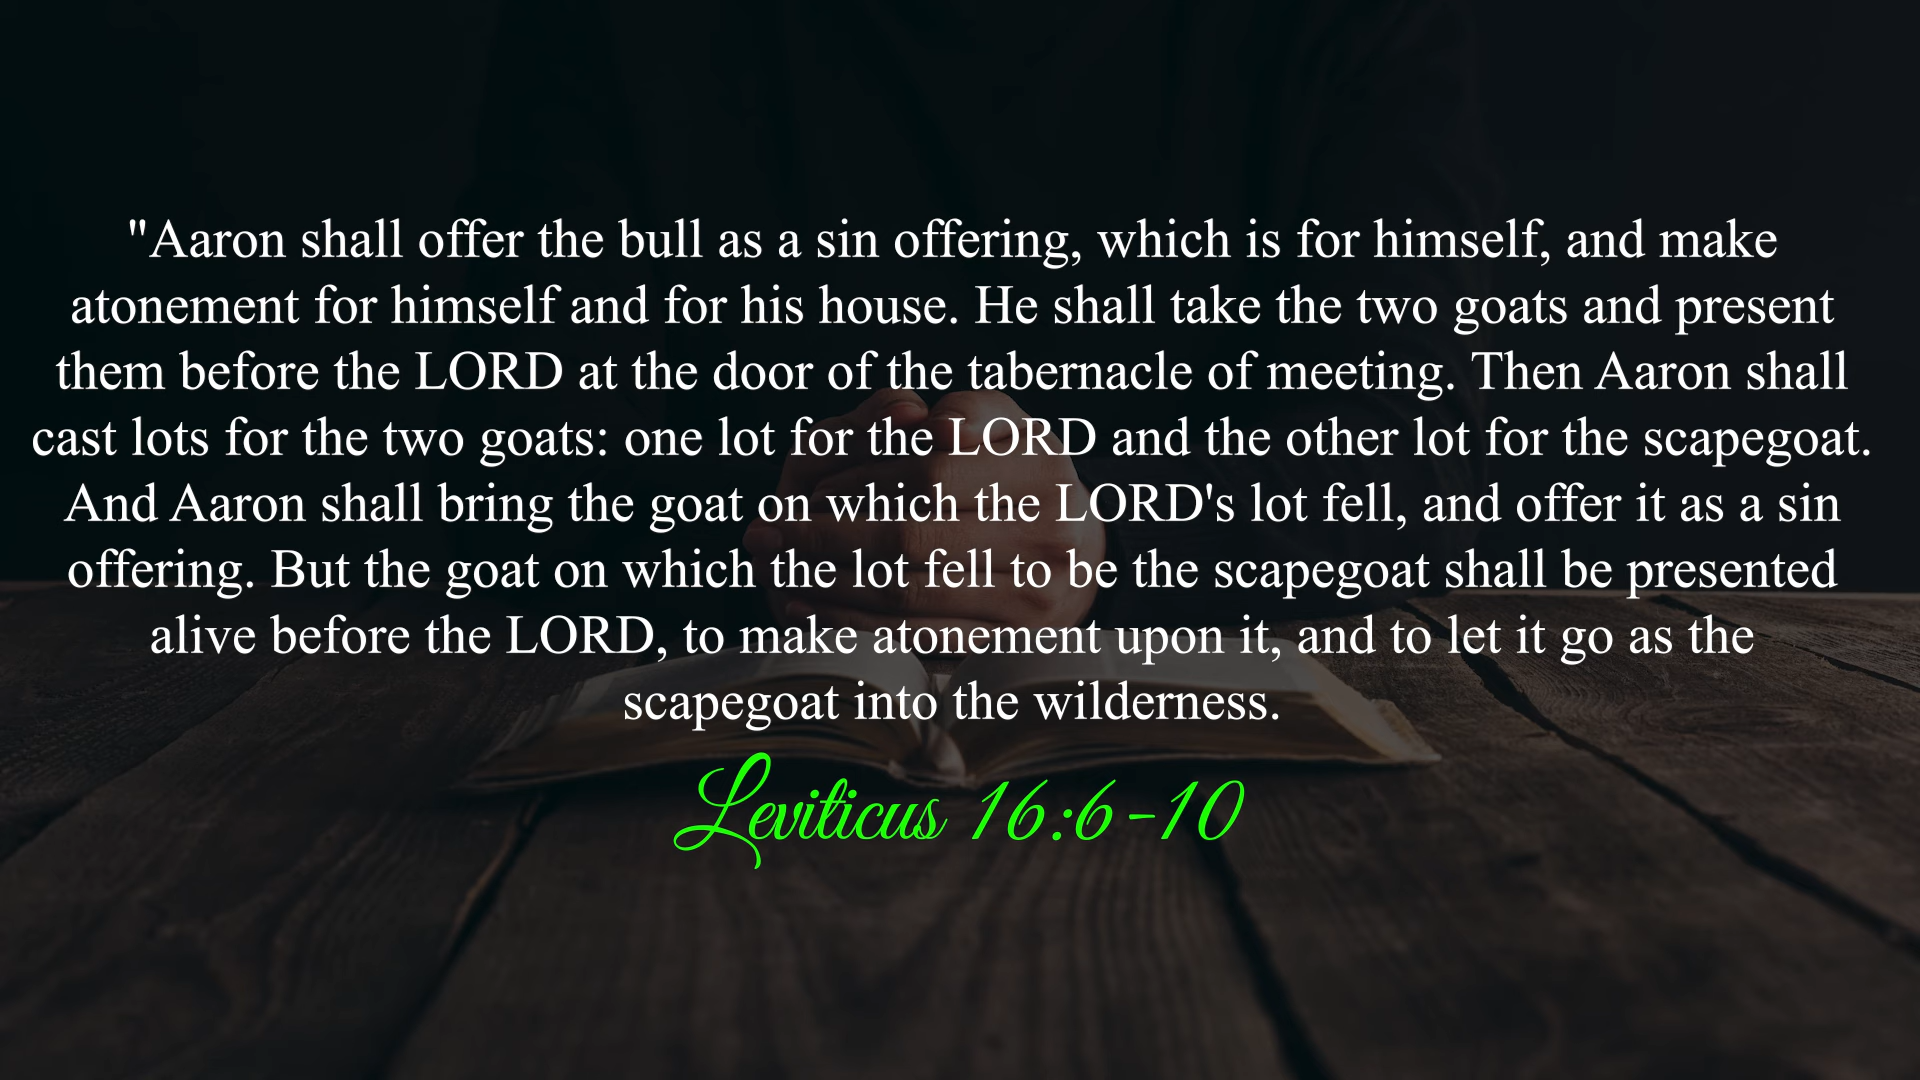 "Aaron shall offer the bull as a sin offering, which is for himself, and make
atonement for himself and for his house. He shall take the two goats and present
them before the LORD at the door of the tabernacle of meeting. Then Aaron shall
cast lots for the two goats: one lot for the LORD and the other lot for the scapegoat.
And Aaron shall bring the goat on which the LORD's lot fell, and offer it as a sin
offering. But the goat on which the lot fell to be the scapegoat shall be presented
alive before the LORD, to make atonement upon it, and to let it go as the
scapegoat into the wilderness.
Leviticus 16:6-10